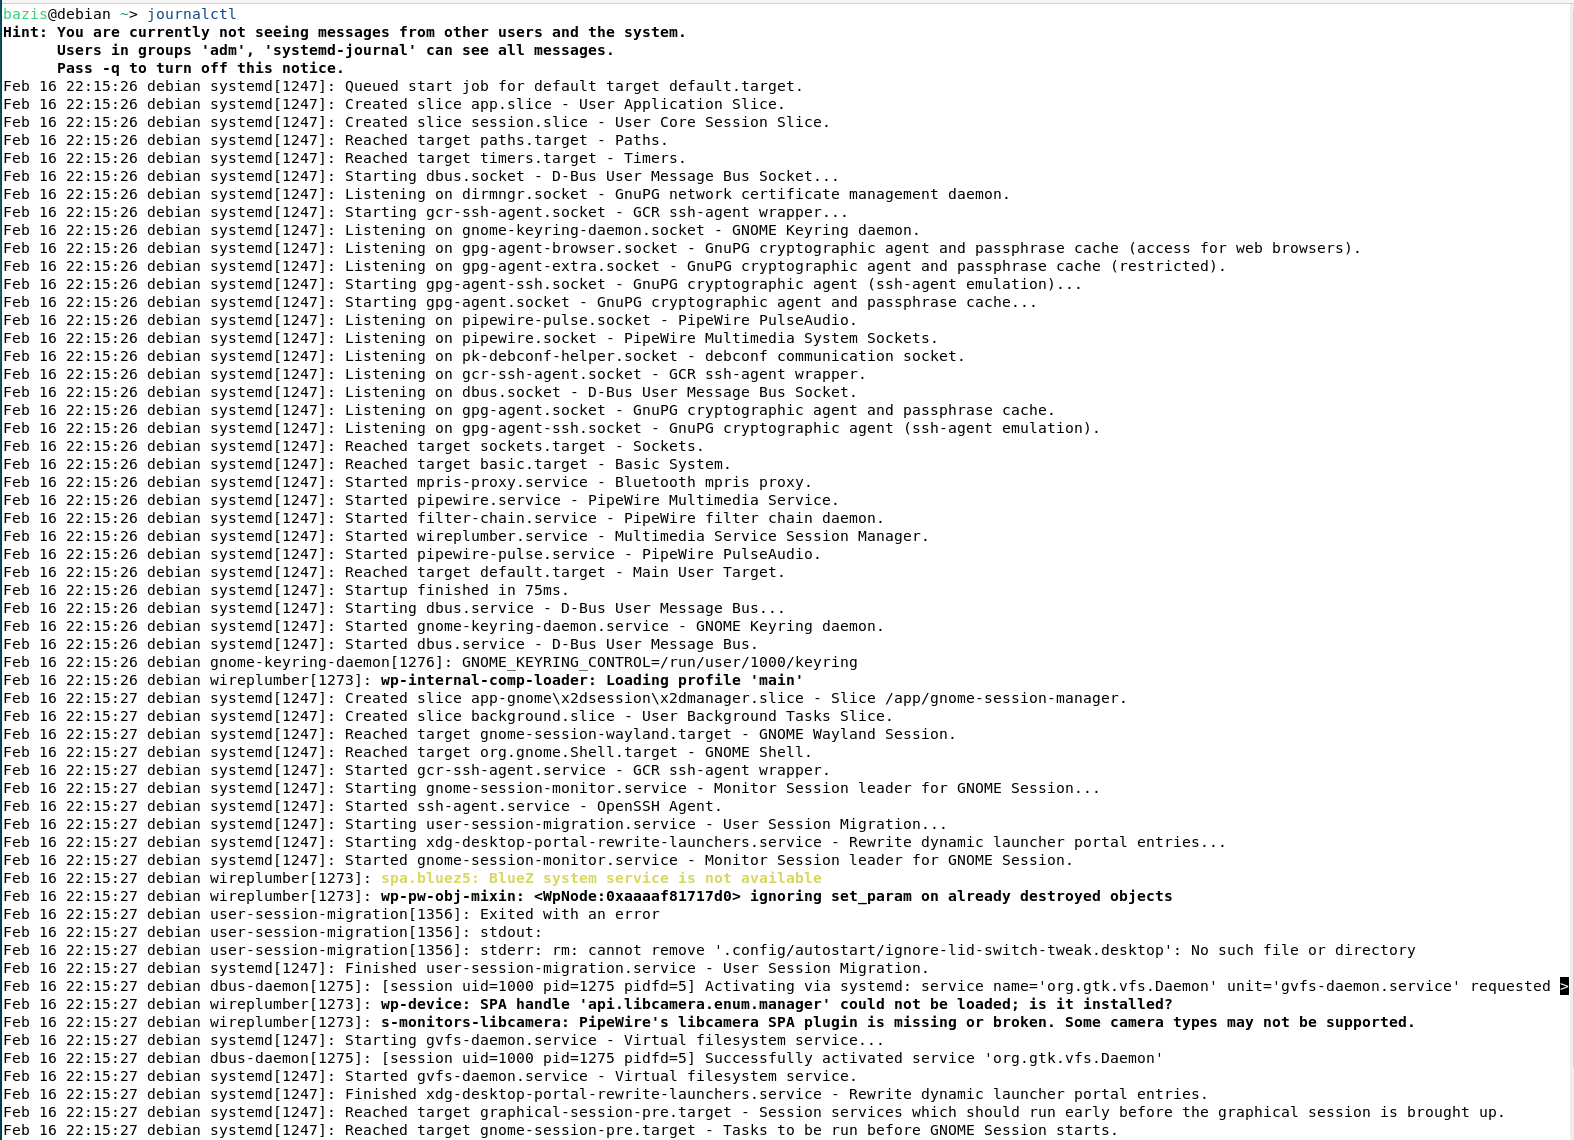 bazis@debian ~> journalctl
Hint: You are currently not seeing messages from other users and the system.
      Users in groups 'adm', 'systemd-journal' can see all messages.
      Pass -q to turn off this notice.
Feb 16 22:15:26 debian systemd[1247]: Queued start job for default target default.target.
Feb 16 22:15:26 debian systemd[1247]: Created slice app.slice - User Application Slice.
Feb 16 22:15:26 debian systemd[1247]: Created slice session.slice - User Core Session Slice.
Feb 16 22:15:26 debian systemd[1247]: Reached target paths.target - Paths.
Feb 16 22:15:26 debian systemd[1247]: Reached target timers.target - Timers.
Feb 16 22:15:26 debian systemd[1247]: Starting dbus.socket - D-Bus User Message Bus Socket...
Feb 16 22:15:26 debian systemd[1247]: Listening on dirmngr.socket - GnuPG network certificate management daemon.
Feb 16 22:15:26 debian systemd[1247]: Starting gcr-ssh-agent.socket - GCR ssh-agent wrapper...
Feb 16 22:15:26 debian systemd[1247]: Listening on gnome-keyring-daemon.socket - GNOME Keyring daemon.
Feb 16 22:15:26 debian systemd[1247]: Listening on gpg-agent-browser.socket - GnuPG cryptographic agent and passphrase cache (access for web browsers).
Feb 16 22:15:26 debian systemd[1247]: Listening on gpg-agent-extra.socket - GnuPG cryptographic agent and passphrase cache (restricted).
Feb 16 22:15:26 debian systemd[1247]: Starting gpg-agent-ssh.socket - GnuPG cryptographic agent (ssh-agent emulation)...
Feb 16 22:15:26 debian systemd[1247]: Starting gpg-agent.socket - GnuPG cryptographic agent and passphrase cache...
Feb 16 22:15:26 debian systemd[1247]: Listening on pipewire-pulse.socket - PipeWire PulseAudio.
Feb 16 22:15:26 debian systemd[1247]: Listening on pipewire.socket - PipeWire Multimedia System Sockets.
Feb 16 22:15:26 debian systemd[1247]: Listening on pk-debconf-helper.socket - debconf communication socket.
Feb 16 22:15:26 debian systemd[1247]: Listening on gcr-ssh-agent.socket - GCR ssh-agent wrapper.
Feb 16 22:15:26 debian systemd[1247]: Listening on dbus.socket - D-Bus User Message Bus Socket.
Feb 16 22:15:26 debian systemd[1247]: Listening on gpg-agent.socket - GnuPG cryptographic agent and passphrase cache.
Feb 16 22:15:26 debian systemd[1247]: Listening on gpg-agent-ssh.socket - GnuPG cryptographic agent (ssh-agent emulation).
Feb 16 22:15:26 debian systemd[1247]: Reached target sockets.target - Sockets.
Feb 16 22:15:26 debian systemd[1247]: Reached target basic.target - Basic System.
Feb 16 22:15:26 debian systemd[1247]: Started mpris-proxy.service - Bluetooth mpris proxy.
Feb 16 22:15:26 debian systemd[1247]: Started pipewire.service - PipeWire Multimedia Service.
Feb 16 22:15:26 debian systemd[1247]: Started filter-chain.service - PipeWire filter chain daemon.
Feb 16 22:15:26 debian systemd[1247]: Started wireplumber.service - Multimedia Service Session Manager.
Feb 16 22:15:26 debian systemd[1247]: Started pipewire-pulse.service - PipeWire PulseAudio.
Feb 16 22:15:26 debian systemd[1247]: Reached target default.target - Main User Target.
Feb 16 22:15:26 debian systemd[1247]: Startup finished in 75ms.
Feb 16 22:15:26 debian systemd[1247]: Starting dbus.service - D-Bus User Message Bus...
Feb 16 22:15:26 debian systemd[1247]: Started gnome-keyring-daemon.service - GNOME Keyring daemon.
Feb 16 22:15:26 debian systemd[1247]: Started dbus.service - D-Bus User Message Bus.
Feb 16 22:15:26 debian gnome-keyring-daemon[1276]: GNOME_KEYRING_CONTROL=/run/user/1000/keyring
Feb 16 22:15:26 debian wireplumber[1273]: wp-internal-comp-loader: Loading profile 'main'
Feb 16 22:15:27 debian systemd[1247]: Created slice app-gnome\x2dsession\x2dmanager.slice - Slice /app/gnome-session-manager.
Feb 16 22:15:27 debian systemd[1247]: Created slice background.slice - User Background Tasks Slice.
Feb 16 22:15:27 debian systemd[1247]: Reached target gnome-session-wayland.target - GNOME Wayland Session.
Feb 16 22:15:27 debian systemd[1247]: Reached target org.gnome.Shell.target - GNOME Shell.
Feb 16 22:15:27 debian systemd[1247]: Started gcr-ssh-agent.service - GCR ssh-agent wrapper.
Feb 16 22:15:27 debian systemd[1247]: Starting gnome-session-monitor.service - Monitor Session leader for GNOME Session...
Feb 16 22:15:27 debian systemd[1247]: Started ssh-agent.service - OpenSSH Agent.
Feb 16 22:15:27 debian systemd[1247]: Starting user-session-migration.service - User Session Migration...
Feb 16 22:15:27 debian systemd[1247]: Starting xdg-desktop-portal-rewrite-launchers.service - Rewrite dynamic launcher portal entries...
Feb 16 22:15:27 debian systemd[1247]: Started gnome-session-monitor.service - Monitor Session leader for GNOME Session.
Feb 16 22:15:27 debian wireplumber[1273]: spa.bluez5: BlueZ system service is not available
Feb 16 22:15:27 debian wireplumber[1273]: wp-pw-obj-mixin: <WpNode:0xaaaaf81717d0> ignoring set_param on already destroyed objects
Feb 16 22:15:27 debian user-session-migration[1356]: Exited with an error
Feb 16 22:15:27 debian user-session-migration[1356]: stdout:
Feb 16 22:15:27 debian user-session-migration[1356]: stderr: rm: cannot remove '.config/autostart/ignore-lid-switch-tweak.desktop': No such file or directory
Feb 16 22:15:27 debian systemd[1247]: Finished user-session-migration.service - User Session Migration.
Feb 16 22:15:27 debian dbus-daemon[1275]: [session uid=1000 pid=1275 pidfd=5] Activating via systemd: service name='org.gtk.vfs.Daemon' unit='gvfs-daemon.service' requested >
Feb 16 22:15:27 debian wireplumber[1273]: wp-device: SPA handle 'api.libcamera.enum.manager' could not be loaded; is it installed?
Feb 16 22:15:27 debian wireplumber[1273]: s-monitors-libcamera: PipeWire's libcamera SPA plugin is missing or broken. Some camera types may not be supported.
Feb 16 22:15:27 debian systemd[1247]: Starting gvfs-daemon.service - Virtual filesystem service...
Feb 16 22:15:27 debian dbus-daemon[1275]: [session uid=1000 pid=1275 pidfd=5] Successfully activated service 'org.gtk.vfs.Daemon'
Feb 16 22:15:27 debian systemd[1247]: Started gvfs-daemon.service - Virtual filesystem service.
Feb 16 22:15:27 debian systemd[1247]: Finished xdg-desktop-portal-rewrite-launchers.service - Rewrite dynamic launcher portal entries.
Feb 16 22:15:27 debian systemd[1247]: Reached target graphical-session-pre.target - Session services which should run early before the graphical session is brought up.
Feb 16 22:15:27 debian systemd[1247]: Reached target gnome-session-pre.target - Tasks to be run before GNOME Session starts.